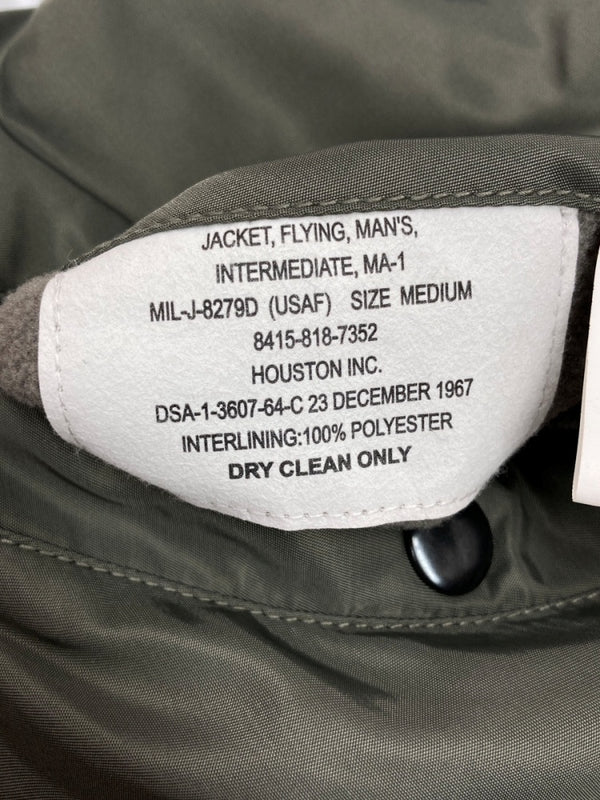 JACKET, FLYING, MAN'S,
INTERMEDIATE, MA-1
MIL-J-8279D (USAF) SIZE MEDIUM
8415-818-7352
HOUSTON INC.
DSA-1-3607-64-C 23 DECEMBER 1967
INTERLINING:100% POLYESTER
DRY CLEAN ONLY